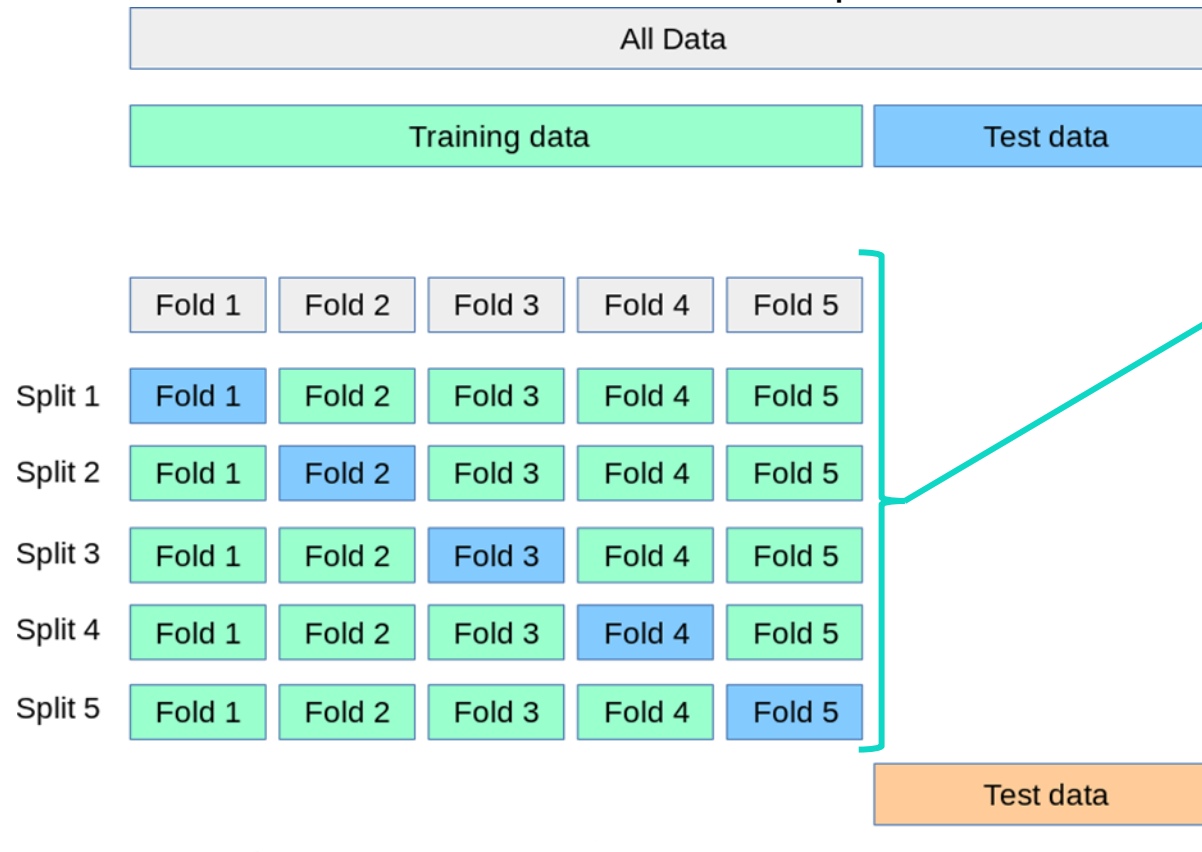 All Data
Training data Test data
Fold 1 Fold 2 Fold 3 Fold 4 Fold 5
Split 1 Fold 1 Fold 2 Fold 3 Fold 4 Fold 5
Split 2 Fold 1 Fold 2 Fold 3 Fold 4 Fold 5
Split 3 Fold 1 Fold 2 Fold 3 Fold 4 Fold 5
Split 4 Fold 1 Fold 2 Fold 3 Fold 4 Fold 5
Split 5 Fold 1 Fold 2 Fold 3 Fold 4 Fold 5
Test data